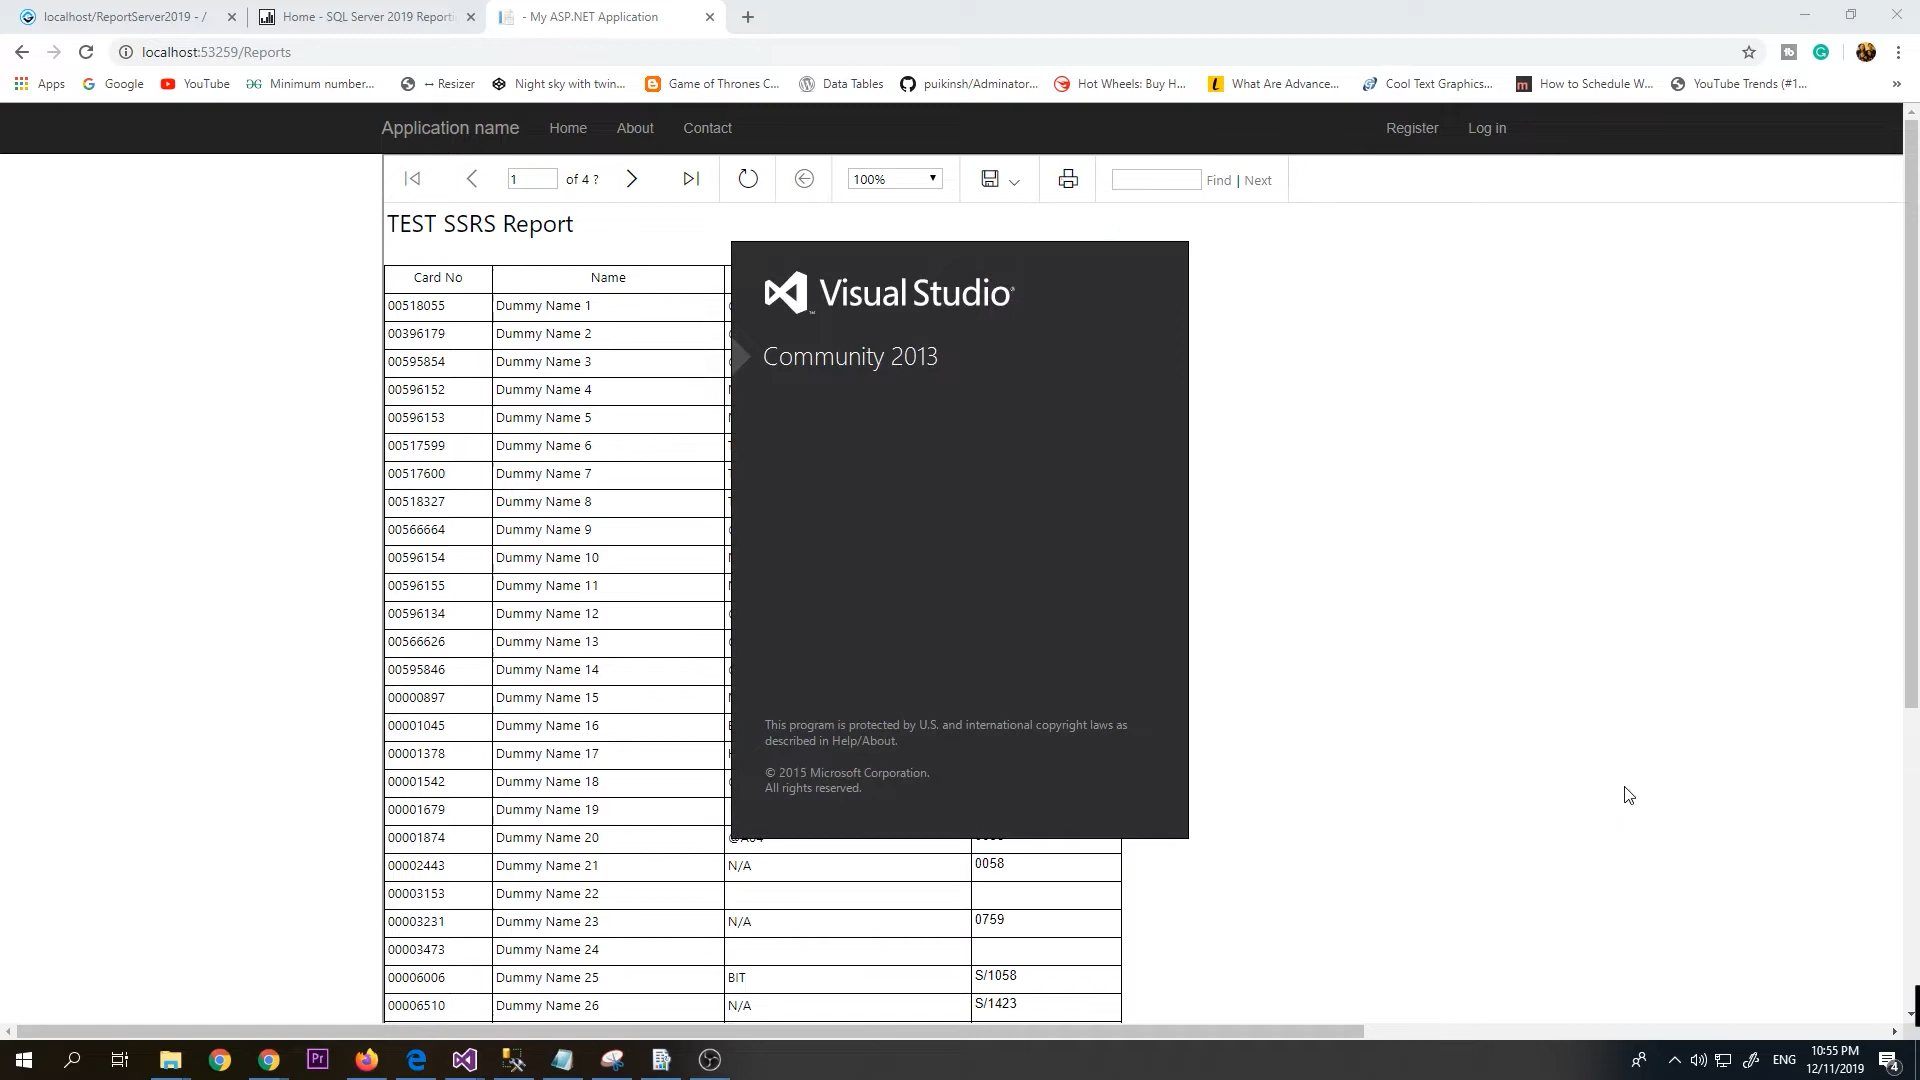 localhost/ReportServer2019 - /
Home - SQL Server 2019 Reporti
- My ASP.NET Application
localhost:53259/Reports
Apps
Google
YouTube
Minimum number...
↔ Resizer
Night sky with twin...
Game of Thrones C...
Data Tables
puikinsh/Adminator...
Hot Wheels: Buy H...
What Are Advance...
Cool Text Graphics...
How to Schedule W...
YouTube Trends (#1...
»
Application name
Home
About
Contact
Register
Log in
1 of 4 ?
100%
Find | Next
TEST SSRS Report
Card No Name
00518055 Dummy Name 1
00396179 Dummy Name 2
00595854 Dummy Name 3
00596152 Dummy Name 4
00596153 Dummy Name 5
00517599 Dummy Name 6
00517600 Dummy Name 7
00518327 Dummy Name 8
00566664 Dummy Name 9
00596154 Dummy Name 10
00596155 Dummy Name 11
00596134 Dummy Name 12
00566626 Dummy Name 13
00595846 Dummy Name 14
00000897 Dummy Name 15
00001045 Dummy Name 16
00001378 Dummy Name 17
00001542 Dummy Name 18
00001679 Dummy Name 19
00001874 Dummy Name 20
00002443 Dummy Name 21 N/A 0058
00003153 Dummy Name 22
00003231 Dummy Name 23 N/A 0759
00003473 Dummy Name 24
00006006 Dummy Name 25 BIT S/1058
00006510 Dummy Name 26 N/A S/1423
Visual Studio
Community 2013
This program is protected by U.S. and international copyright laws as
described in Help/About.
© 2015 Microsoft Corporation.
All rights reserved.
Pr
ENG
10:55 PM
12/11/2019
4